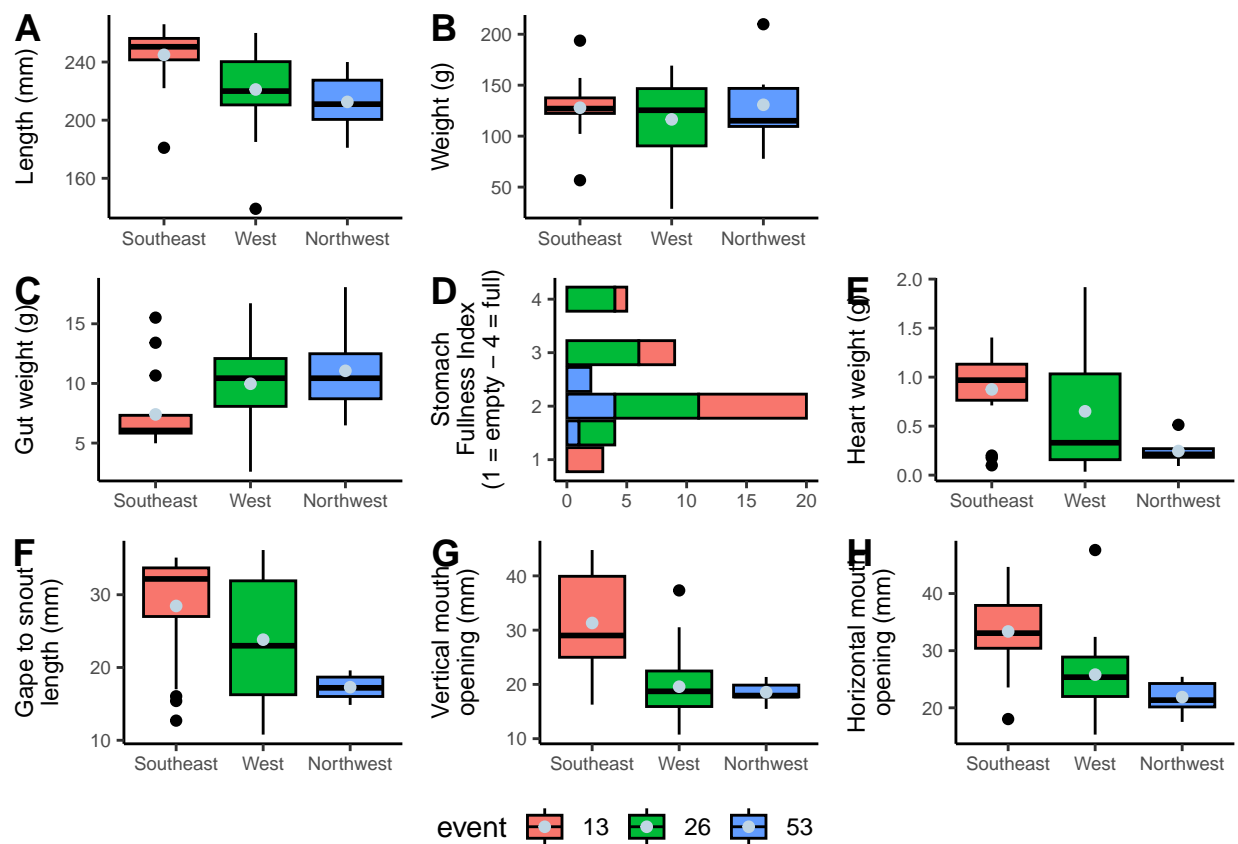 A
Length (mm)
240
200
160
Southeast West Northwest
B
Weight (g)
200
150
100
50
Southeast West Northwest
C
Gut weight (g)
15
10
5
Southeast West Northwest
D
Stomach
Fullness Index
(1 = empty − 4 = full)
4
3
2
1
0 5 10 15 20
E
Heart weight (g)
2.0
1.5
1.0
0.5
0.0
Southeast West Northwest
F
Gape to snout
length (mm)
30
20
10
Southeast West Northwest
G
Vertical mouth
opening (mm)
40
30
20
10
Southeast West Northwest
H
Horizontal mouth
opening (mm)
40
30
20
Southeast West Northwest
event 13 26 53